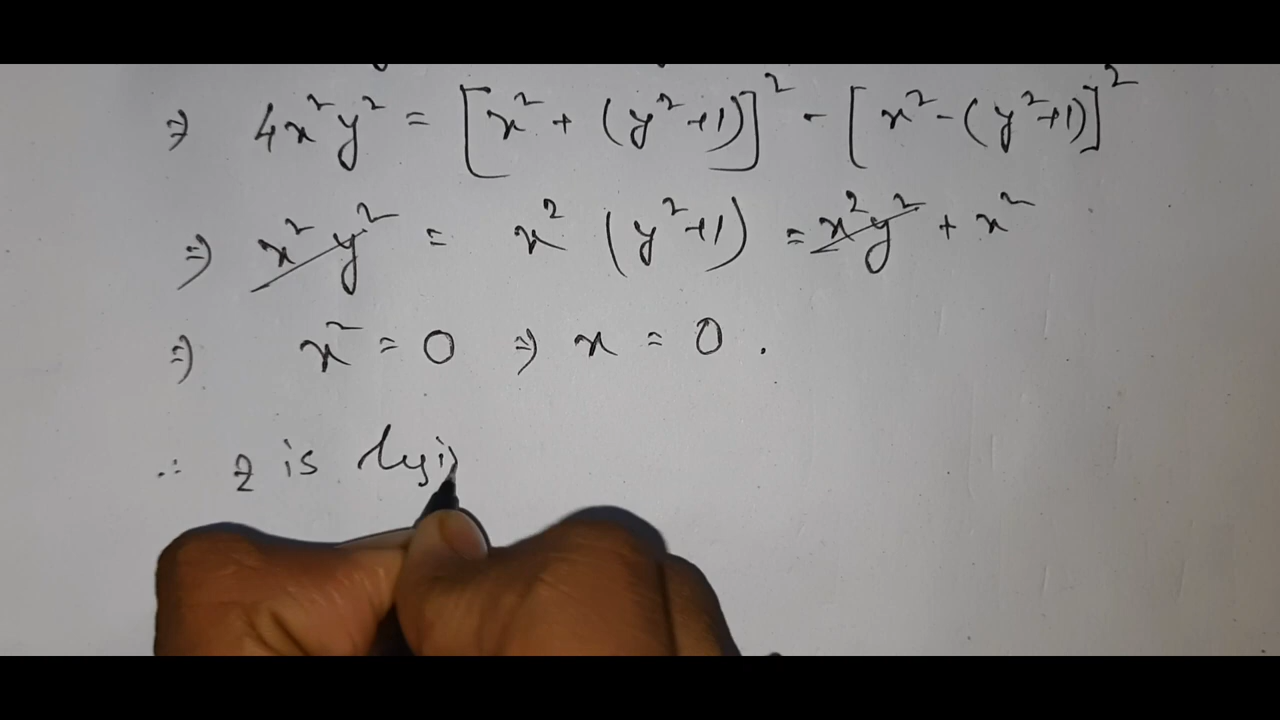 ⇒ 4x²y² = [x² + (y²+1)]² - [x² - (y²+1)]²
⇒ x²y² = x² (y²+1) = x²y² + x²
⇒ x² = 0 ⇒ x = 0 .
∴ z is lyi